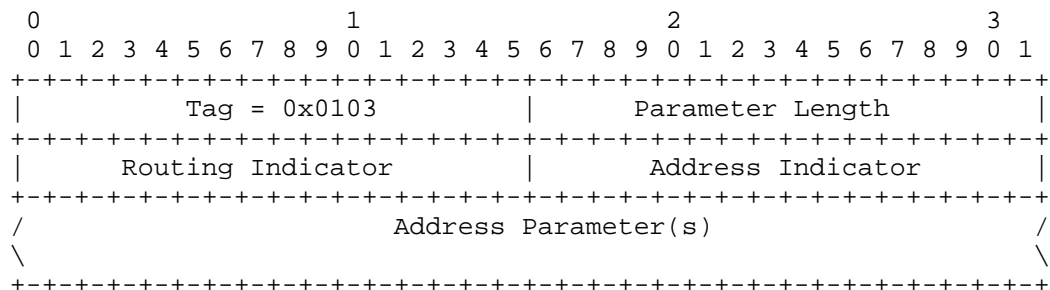 0                   1                   2                   3
 0 1 2 3 4 5 6 7 8 9 0 1 2 3 4 5 6 7 8 9 0 1 2 3 4 5 6 7 8 9 0 1
+-+-+-+-+-+-+-+-+-+-+-+-+-+-+-+-+-+-+-+-+-+-+-+-+-+-+-+-+-+-+-+-+
|          Tag = 0x0103         |      Parameter Length         |
+-+-+-+-+-+-+-+-+-+-+-+-+-+-+-+-+-+-+-+-+-+-+-+-+-+-+-+-+-+-+-+-+
|      Routing Indicator        |       Address Indicator       |
+-+-+-+-+-+-+-+-+-+-+-+-+-+-+-+-+-+-+-+-+-+-+-+-+-+-+-+-+-+-+-+-+
/                       Address Parameter(s)                    /
\                                                               \
+-+-+-+-+-+-+-+-+-+-+-+-+-+-+-+-+-+-+-+-+-+-+-+-+-+-+-+-+-+-+-+-+